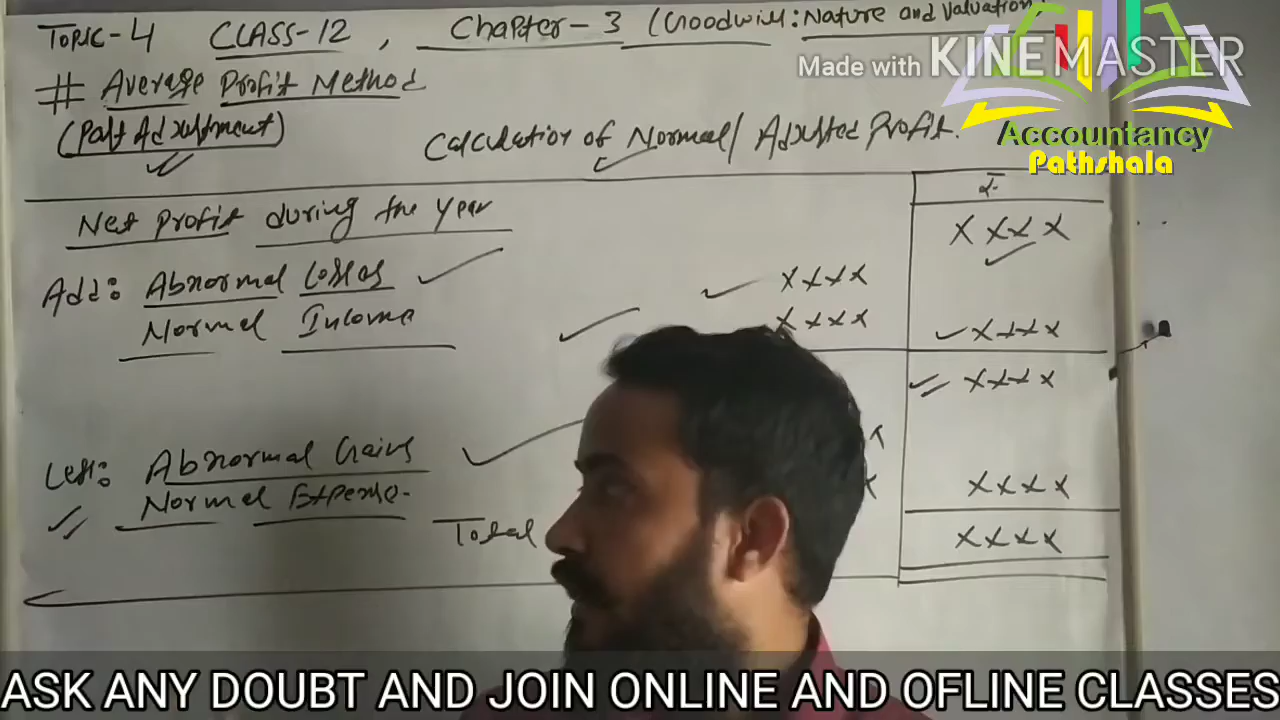 TOPIC-4 CLASS-12, Chapter-3 (Goodwill: Nature and Valuation)
Made with KINEMASTER
# Average Profit Method
(Past Adjustment)
Calculation of Normal/Adjusted Profit.
Accountancy
Pathshala
₹
Net Profit during the Year xxxx
Add: Abnormal Losses xxxx
Normal Income xxxx xxxx
xxxx
Less: Abnormal Gains x
Normal Expense- x xxxx
Total xxxx
ASK ANY DOUBT AND JOIN ONLINE AND OFLINE CLASSES